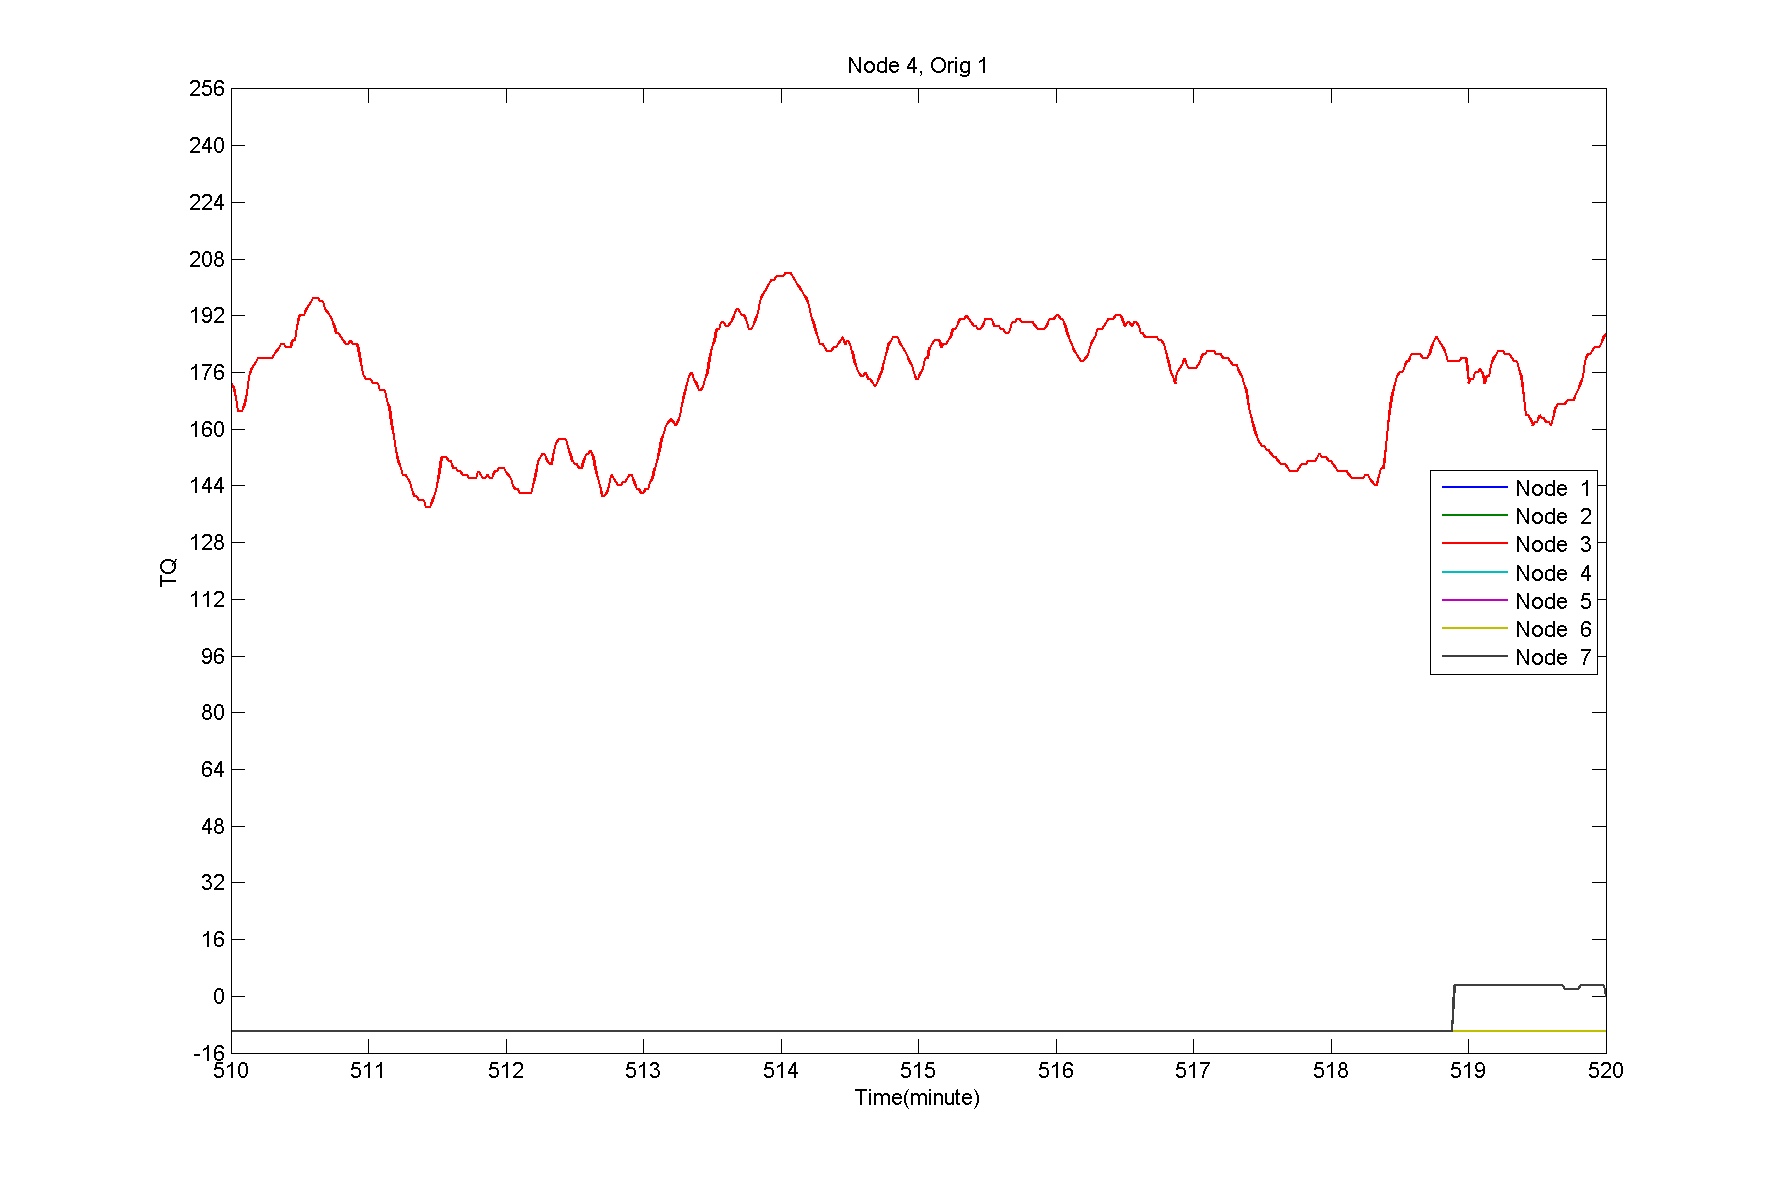 Node 4, Orig 1
256
240
224
208
192
176
160
144
128
112
96
80
64
48
32
16
0
-16
TQ
Node 1
Node 2
Node 3
Node 4
Node 5
Node 6
Node 7
510 511 512 513 514 515 516 517 518 519 520
Time(minute)